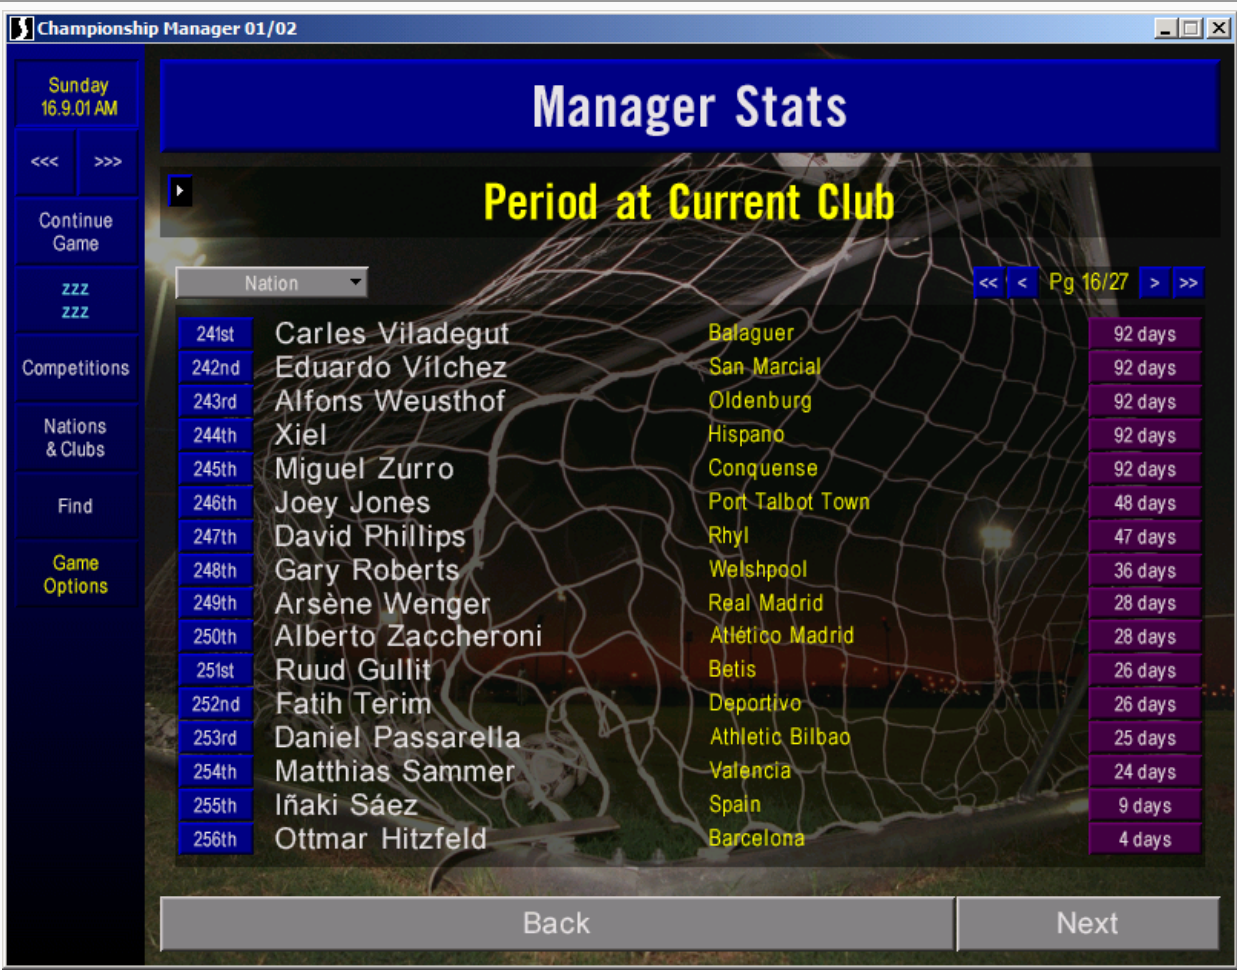 Championship Manager 01/02
Sunday
16.9.01 AM
<<< >>>
Continue
Game
zzz
zzz
Competitions
Nations
& Clubs
Find
Game
Options
Manager Stats
Period at Current Club
Nation << < Pg 16/27 > >>
241st Carles Viladegut Balaguer 92 days
242nd Eduardo Vílchez San Marcial 92 days
243rd Alfons Weusthof Oldenburg 92 days
244th Xiel Hispano 92 days
245th Miguel Zurro Conquense 92 days
246th Joey Jones Port Talbot Town 48 days
247th David Phillips Rhyl 47 days
248th Gary Roberts Welshpool 36 days
249th Arsène Wenger Real Madrid 28 days
250th Alberto Zaccheroni Atlético Madrid 28 days
251st Ruud Gullit Betis 26 days
252nd Fatih Terim Deportivo 26 days
253rd Daniel Passarella Athletic Bilbao 25 days
254th Matthias Sammer Valencia 24 days
255th Iñaki Sáez Spain 9 days
256th Ottmar Hitzfeld Barcelona 4 days
Back Next